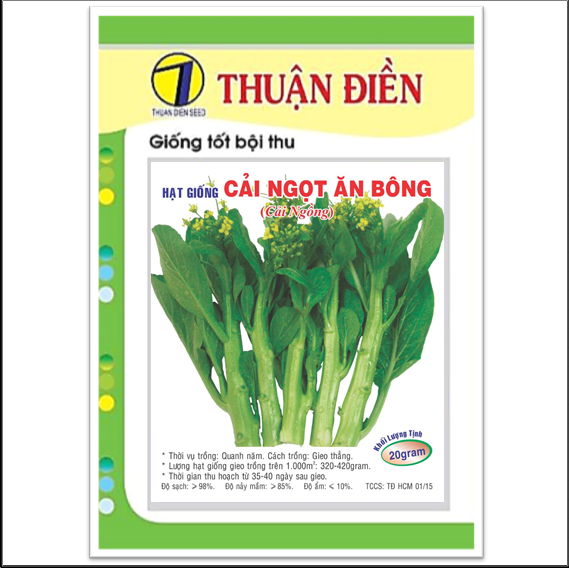 THUAN DIEN SEED
THUẬN ĐIỀN
Giống tốt bội thu
HẠT GIỐNG CẢI NGỌT ĂN BÔNG
(Cải Ngồng)
Khối Lượng Tịnh
20gram
* Thời vụ trồng: Quanh năm. Cách trồng: Gieo thẳng.
* Lượng hạt giống gieo trồng trên 1.000m²: 320-420gram.
* Thời gian thu hoạch từ 35-40 ngày sau gieo.
Độ sạch: ≥ 98%. Độ nảy mầm: ≥ 85%. Độ ẩm: < 10%. TCCS: TĐ HCM 01/15